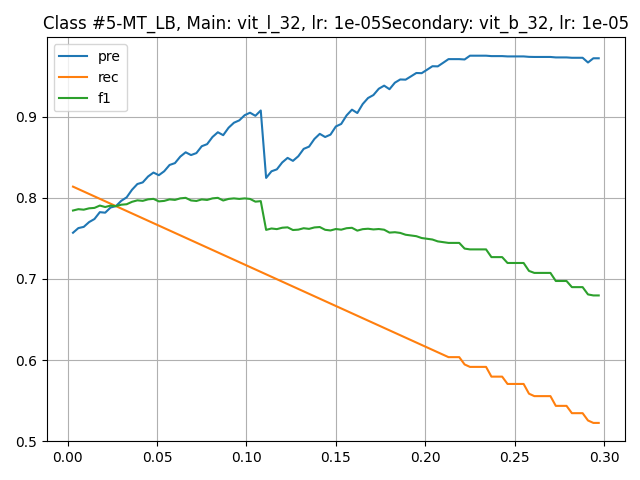 Class #5-MT_LB, Main: vit_l_32, lr: 1e-05Secondary: vit_b_32, lr: 1e-05
pre
rec
f1
0.9
0.8
0.7
0.6
0.5
0.00 0.05 0.10 0.15 0.20 0.25 0.30